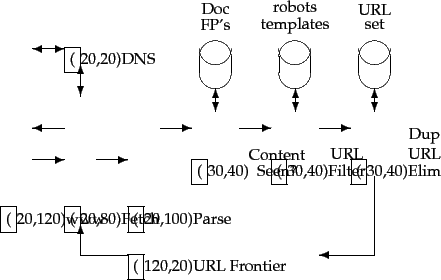 Doc
FP's
robots
templates
URL
set
(20,20)DNS
Dup
Content
URL
URL
(30,40) Seen?
(30,40)Filter
(30,40)Elim
(20,120)www
(20,80)Fetch
(20,100)Parse
(120,20)URL Frontier